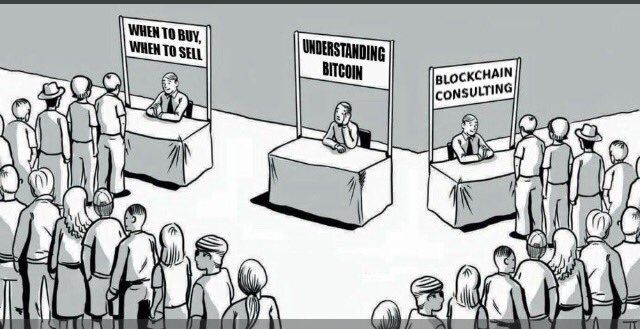 WHEN TO BUY,
WHEN TO SELL
UNDERSTANDING
BITCOIN
BLOCKCHAIN
CONSULTING